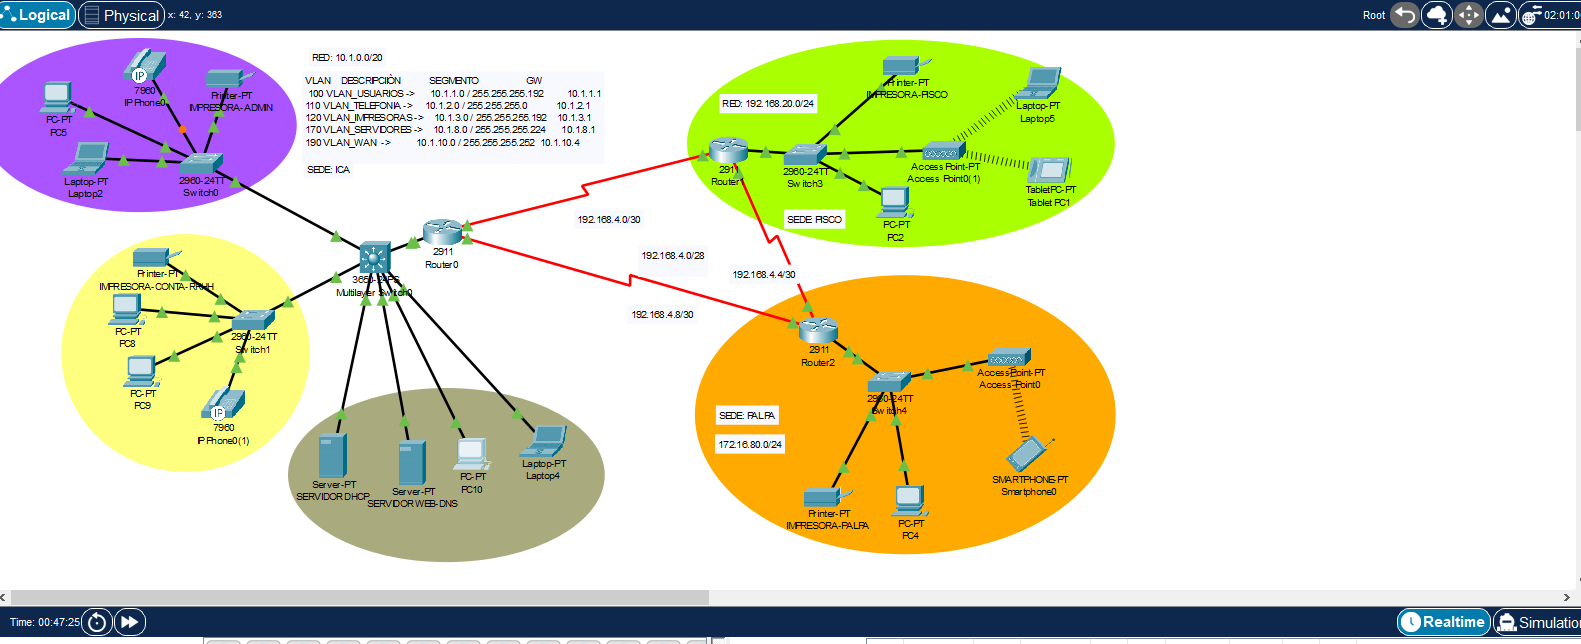 Logical
Physical
x: 42, y: 363
Root
02:01:0
RED: 10.1.0.0/20
VLAN DESCRIPCIÓN SEGMENTO GW
100 VLAN_USUARIOS -> 10.1.1.0 / 255.255.255.192 10.1.1.1
110 VLAN_TELEFONIA -> 10.1.2.0 / 255.255.255.0 10.1.2.1
120 VLAN_IMPRESORAS -> 10.1.3.0 / 255.255.255.192 10.1.3.1
170 VLAN_SERVIDORES -> 10.1.8.0 / 255.255.255.224 10.1.8.1
190 VLAN_WAN -> 10.1.10.0 / 255.255.255.252 10.1.10.4
SEDE: ICA
IP
7960
IP Phone0
Printer-PT
IMPRESORA-ADMIN
PC-PT
PC5
Laptop-PT
Laptop2
2960-24TT
Switch0
Printer-PT
IMPRESORA-CONTA-RRHH
PC-PT
PC8
2960-24TT
Switch1
PC-PT
PC9
IP
7960
IP Phone0(1)
3650-24PS
Multilayer Switch0
2911
Router0
192.168.4.0/30
192.168.4.0/28
192.168.4.4/30
192.168.4.8/30
Server-PT
SERVIDOR DHCP
Server-PT
SERVIDOR WEB-DNS
PC-PT
PC10
Laptop-PT
Laptop4
RED: 192.168.20.0/24
Printer-PT
IMPRESORA-PISCO
Laptop-PT
Laptop5
2960-24TT
Switch3
Access Point-PT
Access Point0(1)
TabletPC-PT
Tablet PC1
PC-PT
PC2
SEDE: PISCO
2911
Router2
2960-24TT
Switch4
Access Point-PT
Access Point0
SEDE: PALPA
172.16.80.0/24
SMARTPHONE-PT
Smartphone0
Printer-PT
IMPRESORA-PALPA
PC-PT
PC4
Time: 00:47:25
Realtime
Simulation